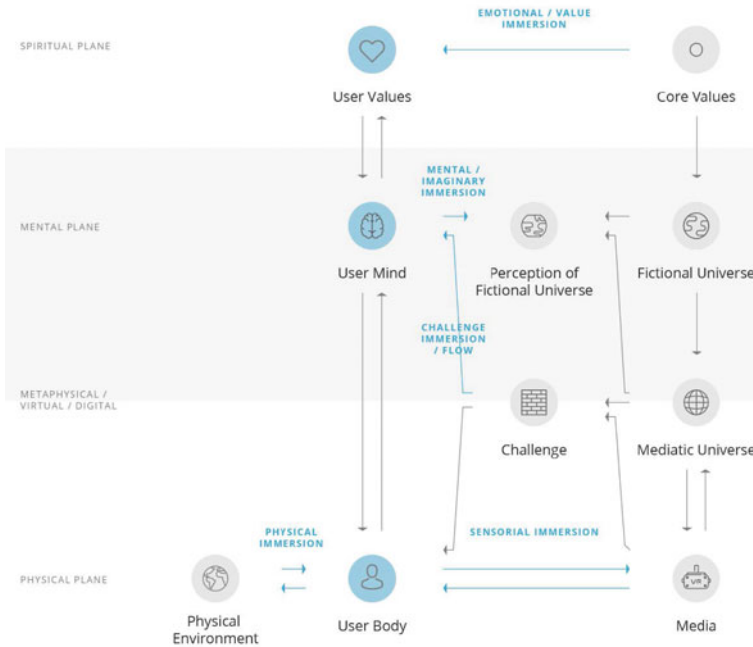 EMOTIONAL / VALUE
IMMERSION
SPIRITUAL PLANE
User Values
Core Values
MENTAL /
IMAGINARY
IMMERSION
MENTAL PLANE
User Mind
Perception of
Fictional Universe
Fictional Universe
CHALLENGE
IMMERSION
/ FLOW
METAPHYSICAL /
VIRTUAL / DIGITAL
Challenge
Mediatic Universe
PHYSICAL
IMMERSION
SENSORIAL IMMERSION
PHYSICAL PLANE
VR
Physical
Environment
User Body
Media